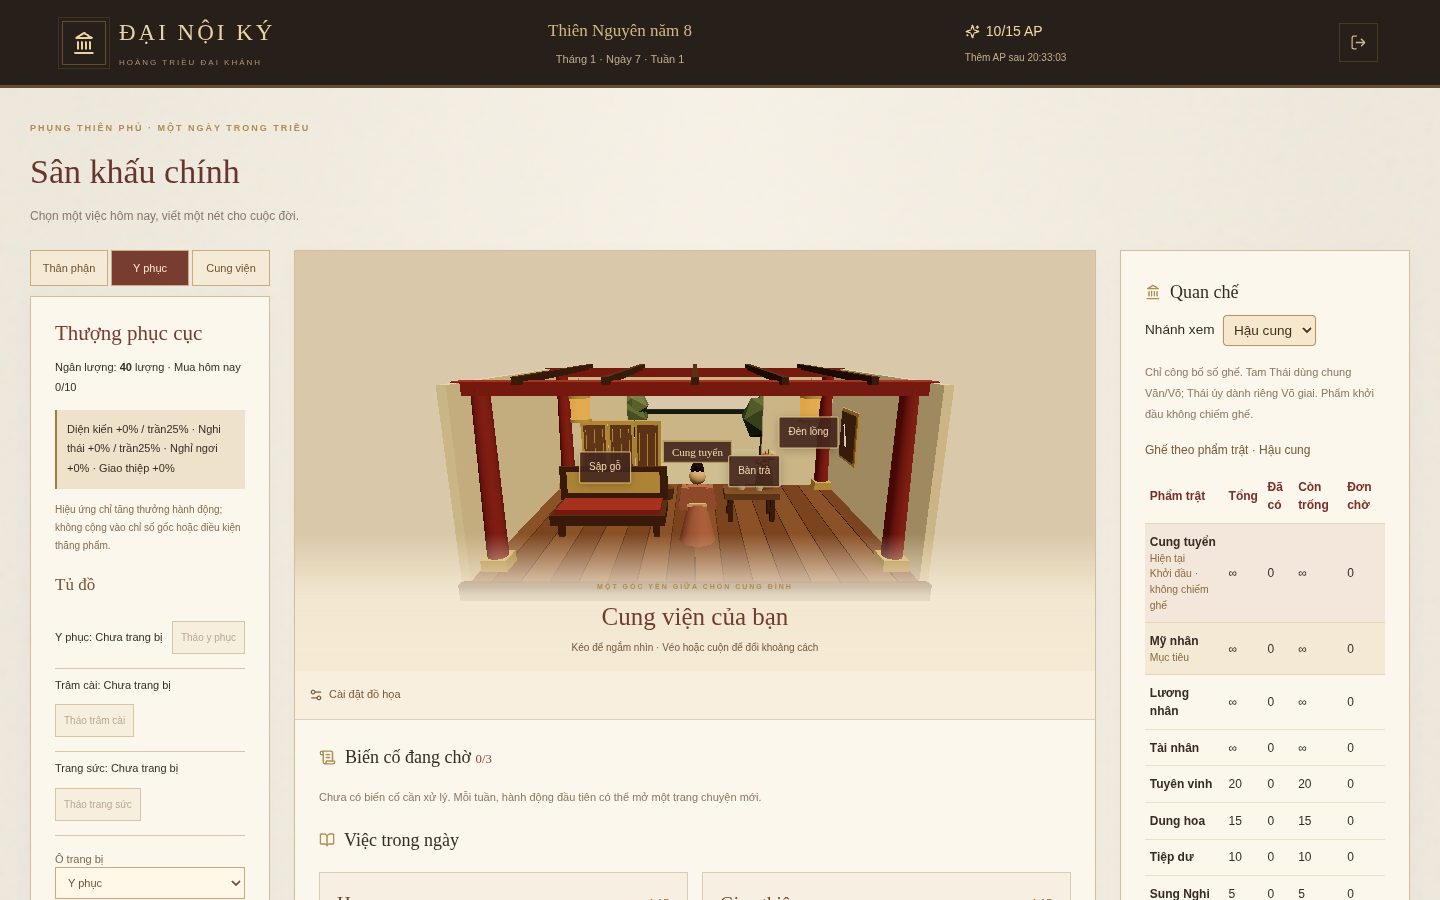 ĐẠI NỘI KÝ
HOÀNG TRIỀU ĐẠI KHÁNH
Thiên Nguyên năm 8
Tháng 1 · Ngày 7 · Tuần 1
10/15 AP
Thêm AP sau 20:33:03
PHỤNG THIÊN PHỦ · MỘT NGÀY TRONG TRIỀU
Sân khấu chính
Chọn một việc hôm nay, viết một nét cho cuộc đời.
Thân phận
Y phục
Cung viện
Thượng phục cục
Ngân lượng: 40 lượng · Mua hôm nay
0/10
Diện kiến +0% / trần25% · Nghi
thái +0% / trần25% · Nghỉ ngơi
+0% · Giao thiệp +0%
Hiệu ứng chỉ tăng thưởng hành động;
không cộng vào chỉ số gốc hoặc điều kiện
thăng phẩm.
Tủ đồ
Y phục: Chưa trang bị
Tháo y phục
Trâm cài: Chưa trang bị
Tháo trâm cài
Trang sức: Chưa trang bị
Tháo trang sức
Ô trang bị
Y phục
Đèn lồng
Cung tuyển
Sập gỗ
Bàn trà
MỘT GÓC YÊN GIỮA CHỐN CUNG ĐÌNH
Cung viện của bạn
Kéo để ngắm nhìn · Véo hoặc cuộn để đổi khoảng cách
Cài đặt đồ họa
Biến cố đang chờ 0/3
Chưa có biến cố cần xử lý. Mỗi tuần, hành động đầu tiên có thể mở một trang chuyện mới.
Việc trong ngày
Quan chế
Nhánh xem
Hậu cung
Chỉ công bố số ghế. Tam Thái dùng chung
Văn/Võ; Thái úy dành riêng Võ giai. Phẩm khởi
đầu không chiếm ghế.
Ghế theo phẩm trật · Hậu cung
Phẩm trật Tổng Đã có Còn trống Đơn chờ
Cung tuyển ∞ 0 ∞ 0
Hiện tại
Khởi đầu ·
không chiếm
ghế
Mỹ nhân ∞ 0 ∞ 0
Mục tiêu
Lương nhân ∞ 0 ∞ 0
Tài nhân ∞ 0 ∞ 0
Tuyên vinh 20 0 20 0
Dung hoa 15 0 15 0
Tiệp dư 10 0 10 0
Sung Nghi 5 0 5 0